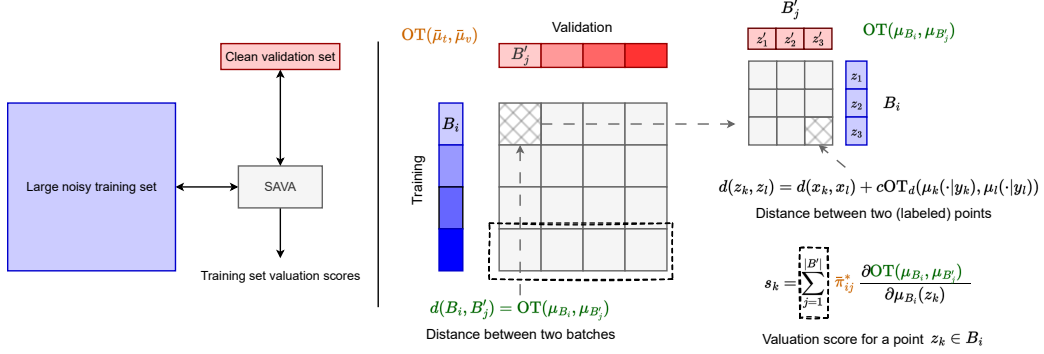 Clean validation set
Large noisy training set
SAVA
Training set valuation scores
OT(μ̄_t, μ̄_v)
Validation
B′_j
Training
B_i
d(B_i, B′_j) = OT(μ_{B_i}, μ_{B′_j})
Distance between two batches
B′_j
z′_1 z′_2 z′_3
OT(μ_{B_i}, μ_{B′_j})
z_1
z_2
z_3
B_i
d(z_k, z_l) = d(x_k, x_l) + cOT_d(μ_k(·|y_k), μ_l(·|y_l))
Distance between two (labeled) points
s_k = ∑_{j=1}^{|B′|} π̄*_{ij} ∂OT(μ_{B_i}, μ_{B′_j}) / ∂μ_{B_i}(z_k)
Valuation score for a point z_k ∈ B_i